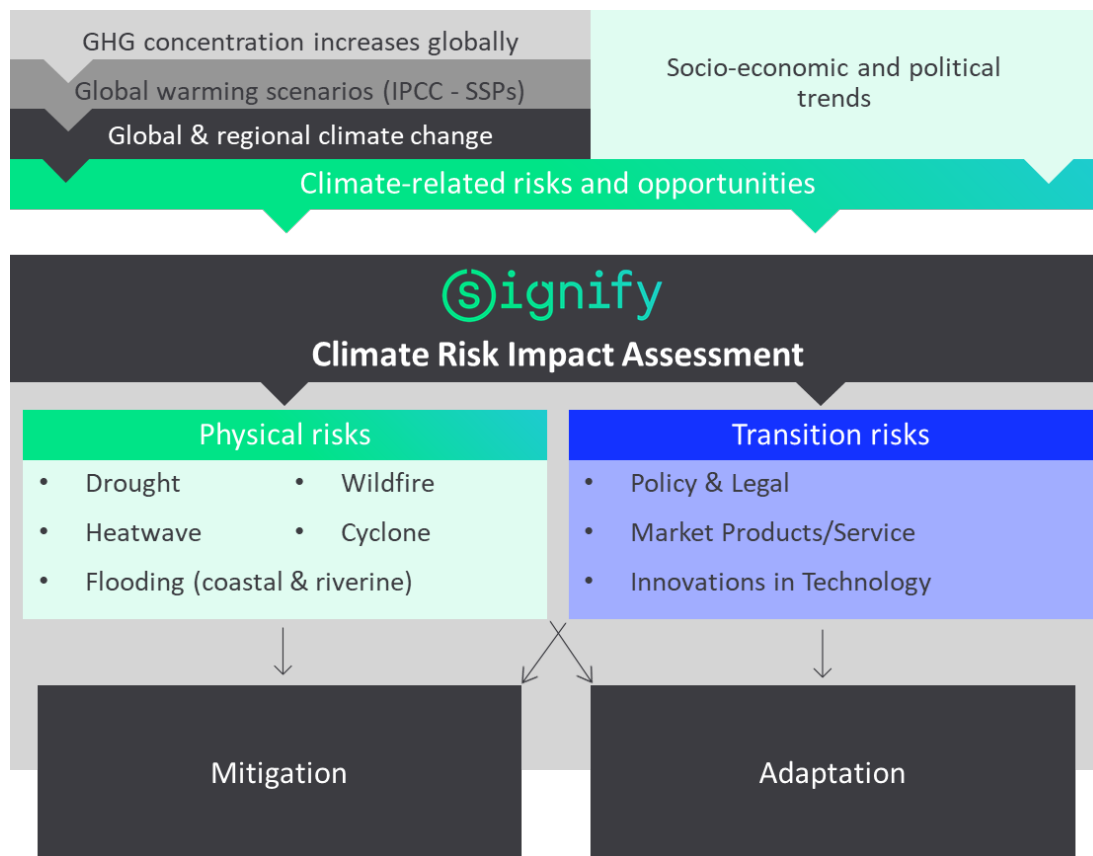 GHG concentration increases globally
Global warming scenarios (IPCC - SSPs)
Global & regional climate change
Socio-economic and political
trends
Climate-related risks and opportunities
Signify
Climate Risk Impact Assessment
Physical risks
• Drought
• Wildfire
• Heatwave
• Cyclone
• Flooding (coastal & riverine)
Transition risks
• Policy & Legal
• Market Products/Service
• Innovations in Technology
Mitigation
Adaptation